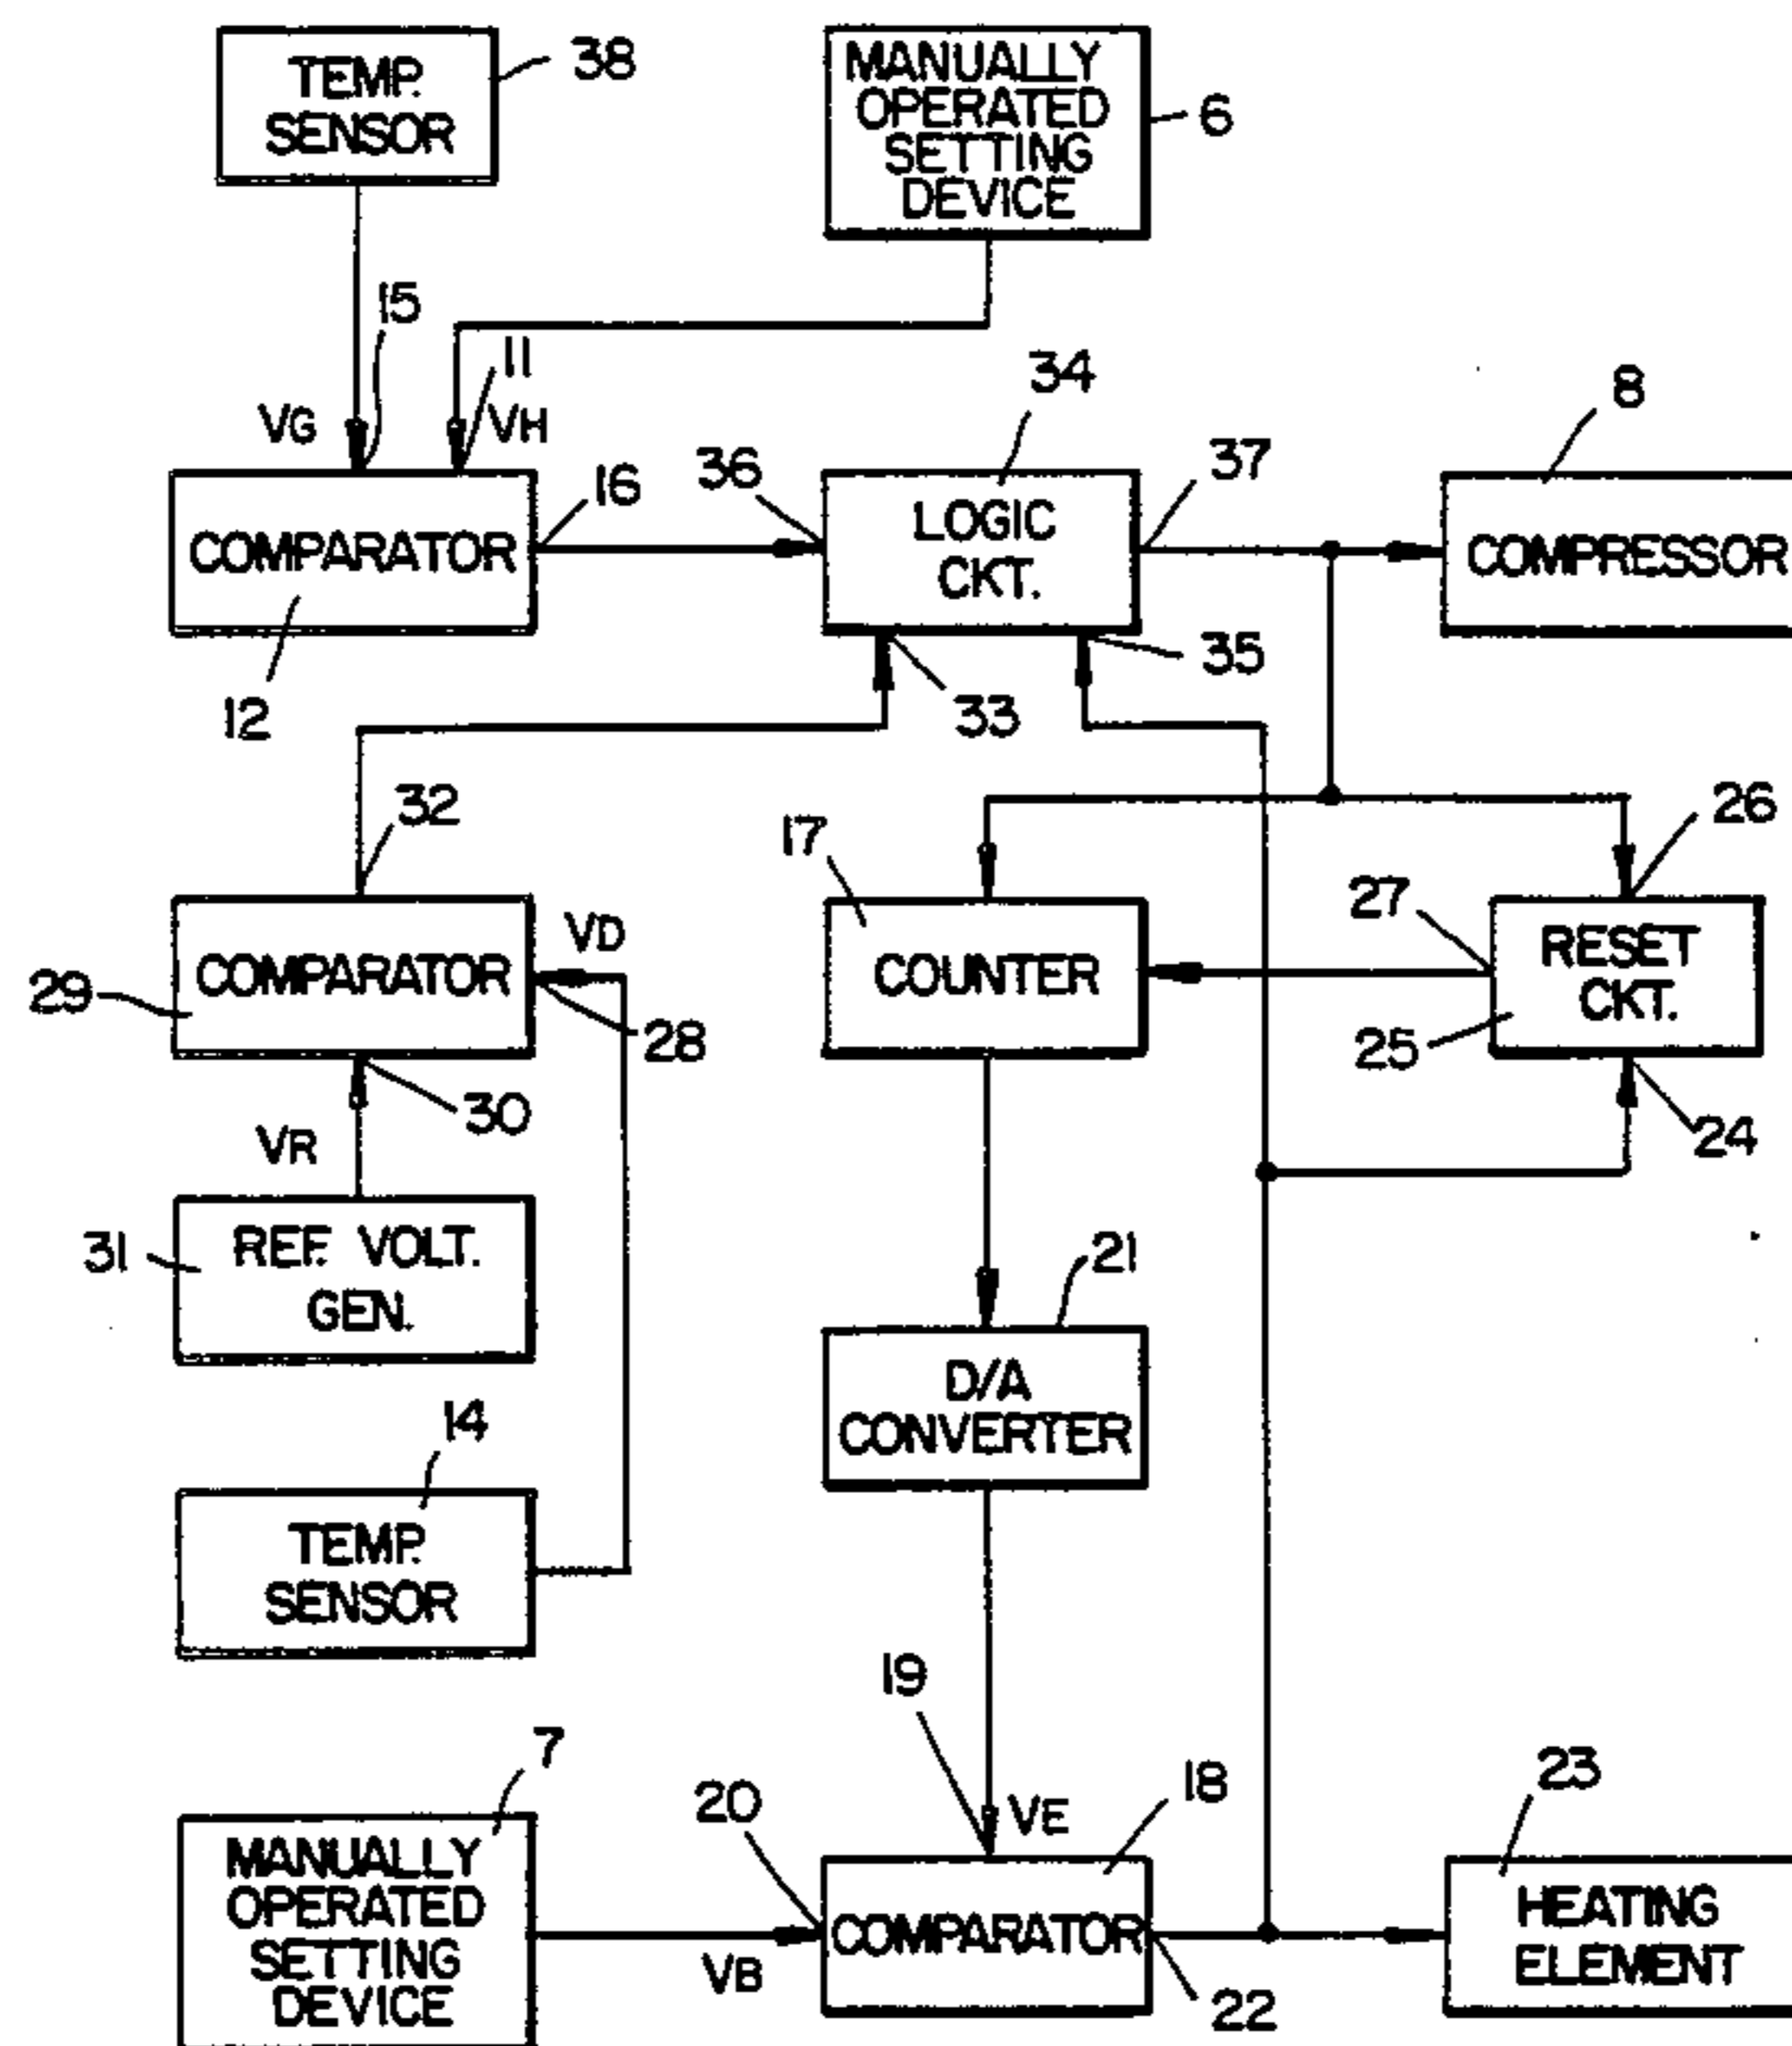 TEMP.
SENSOR
38
MANUALLY
OPERATED
SETTING
DEVICE
6
15
11
VG
VH
34
8
16
36
37
COMPARATOR
LOGIC
CKT.
COMPRESSOR
12
33
35
32
17
26
27
VD
COMPARATOR
29
28
COUNTER
RESET
CKT.
25
30
VR
24
31
REF. VOLT.
GEN.
21
D/A
CONVERTER
14
TEMP.
SENSOR
19
7
20
VE
18
23
MANUALLY
OPERATED
SETTING
DEVICE
VB
COMPARATOR
22
HEATING
ELEMENT